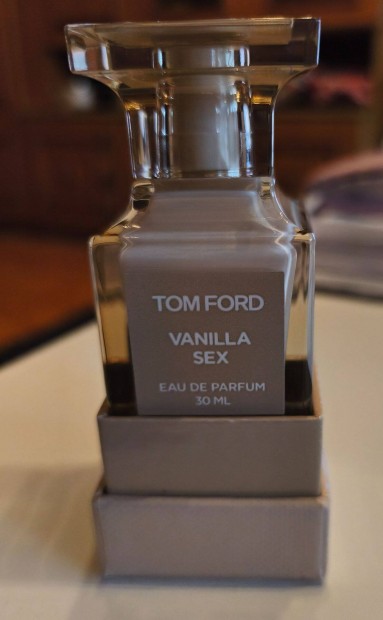 TOM FORD
VANILLA
SEX
EAU DE PARFUM
30 ML